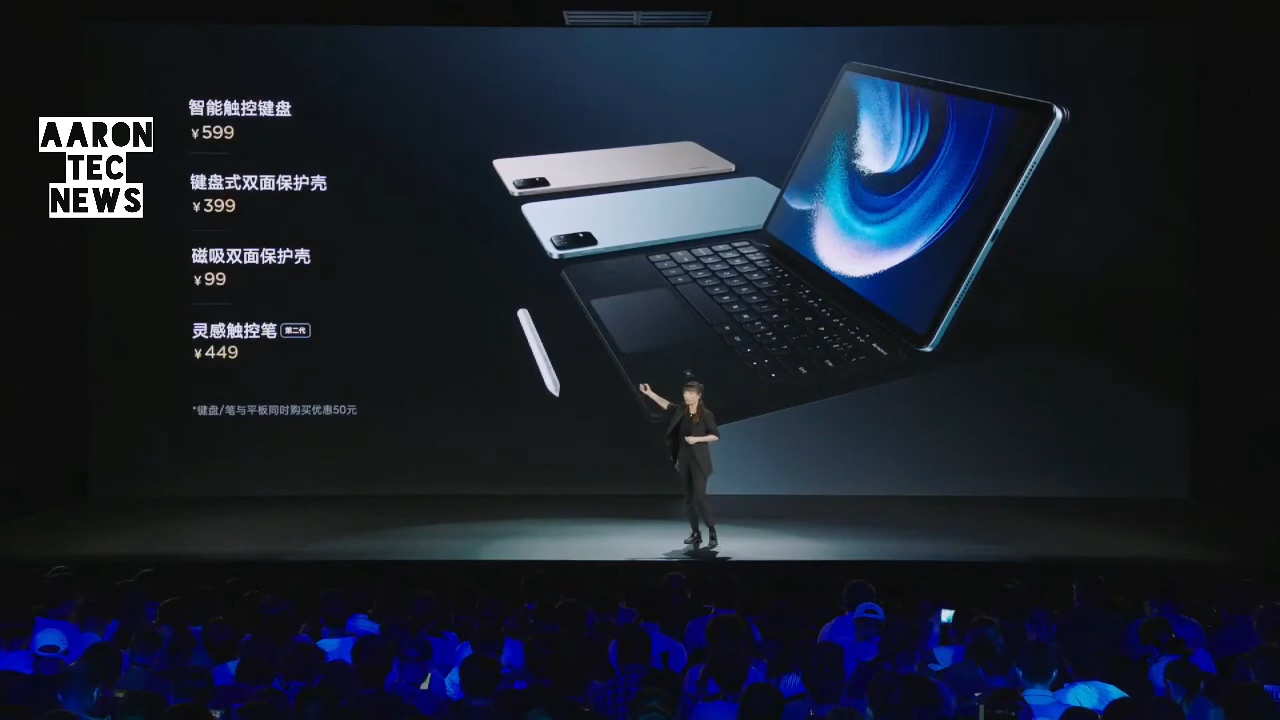 AARON
TEC
NEWS
智能触控键盘
¥599
键盘式双面保护壳
¥399
磁吸双面保护壳
¥99
灵感触控笔 第二代
¥449
*键盘/笔与平板同时购买优惠50元